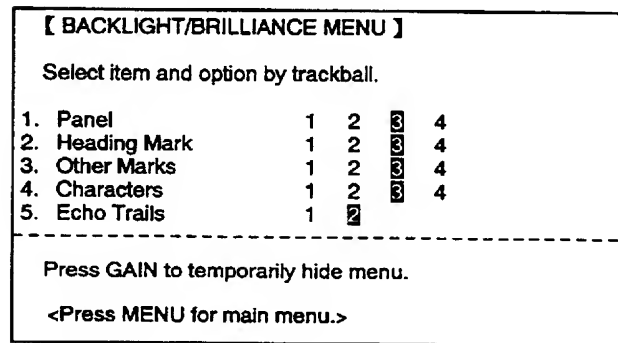 【 BACKLIGHT/BRILLIANCE MENU 】
Select item and option by trackball.
1. Panel 1 2 3 4
2. Heading Mark 1 2 3 4
3. Other Marks 1 2 3 4
4. Characters 1 2 3 4
5. Echo Trails 1 2
Press GAIN to temporarily hide menu.
<Press MENU for main menu.>